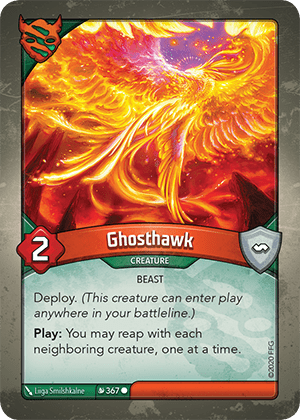 Ghosthawk
2
CREATURE
BEAST
Deploy. (This creature can enter play
anywhere in your battleline.)
Play: You may reap with each
neighboring creature, one at a time.
©2020 FFG
Liiga Smilshkalne
367